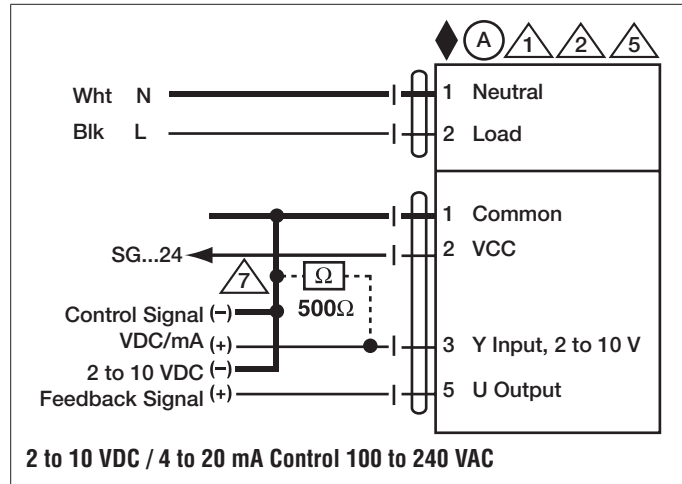 A 1 2 5
Wht N 1 Neutral
Blk L 2 Load
1 Common
SG...24 2 VCC
7 Ω
500Ω
Control Signal (–)
VDC/mA (+) 3 Y Input, 2 to 10 V
2 to 10 VDC (–)
Feedback Signal (+) 5 U Output
2 to 10 VDC / 4 to 20 mA Control 100 to 240 VAC